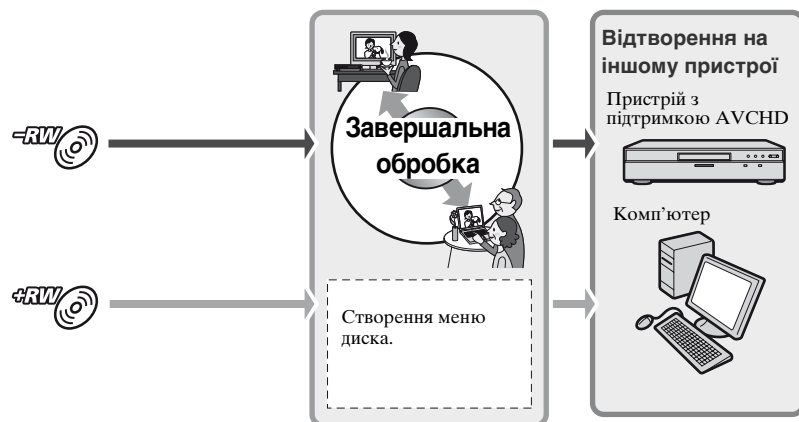 -RW
Завершальна
обробка
+RW
Створення меню
диска.
Відтворення на
іншому пристрої
Пристрій з
підтримкою AVCHD
Комп’ютер